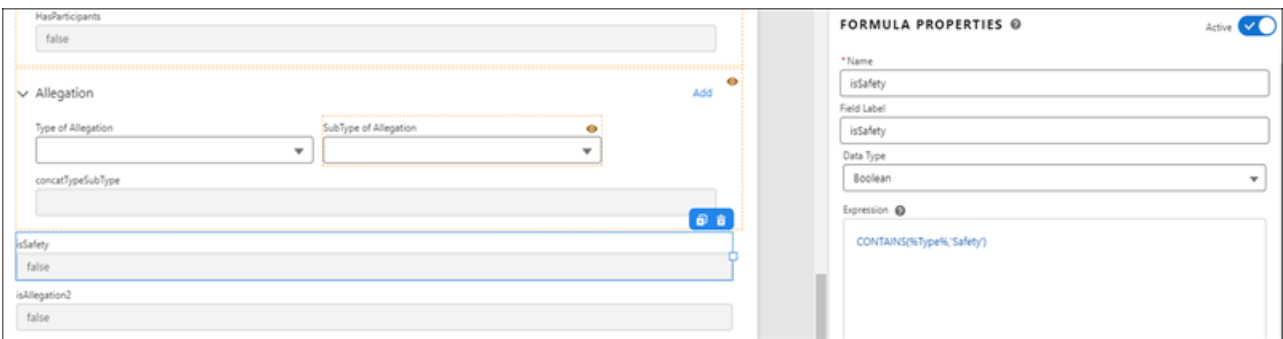 HasParticipants
false
Allegation
Add
Type of Allegation
SubType of Allegation
concatTypeSubType
isSafety
false
isAllegation2
false
FORMULA PROPERTIES
Active
*Name
isSafety
Field Label
isSafety
Data Type
Boolean
Expression
CONTAINS(%Type%,'Safety')